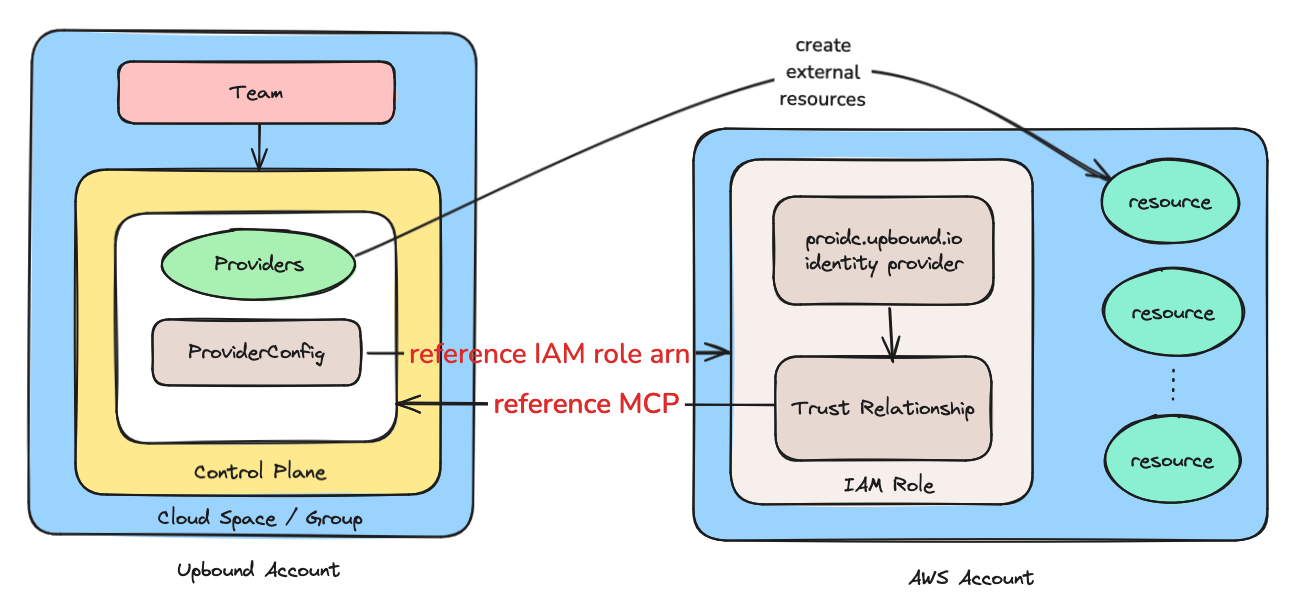 create
external
resources
Team
Providers
ProviderConfig
Control Plane
Cloud Space / Group
Upbound Account
reference IAM role arn
reference MCP
proidc.upbound.io
identity provider
Trust Relationship
IAM Role
resource
resource
resource
AWS Account